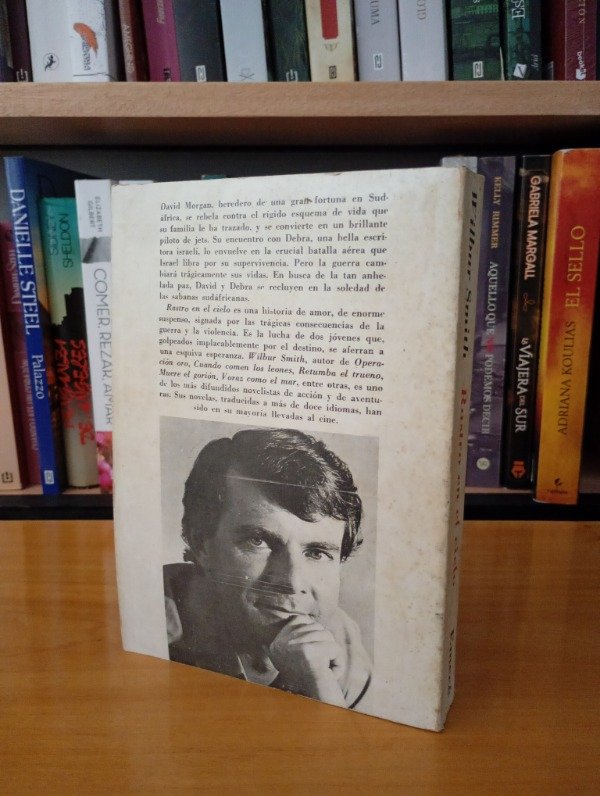 David Morgan, heredero de una gran fortuna en Sud-
áfrica, se rebela contra el rígido esquema de vida que
su familia le ha trazado, y se convierte en un brillante
piloto de jets. Su encuentro con Debra, una bella escri-
tora israelí, lo envuelve en la crucial batalla aérea que
Israel libra por su supervivencia. Pero la guerra cam-
biará trágicamente sus vidas. En busca de la tan anhe-
lada paz, David y Debra se recluyen en la soledad de
las sabanas sudafricanas.
Rastro en el cielo es una historia de amor, de enorme
suspenso, signada por las trágicas consecuencias de la
guerra y la violencia. Es la lucha de dos jóvenes que,
golpeados implacablemente por el destino, se aferran a
una esquiva esperanza. Wilbur Smith, autor de Opera-
ción oro, Cuando comen los leones, Retumba el trueno,
Muere el gorión, Voraz como el mar, entre otras, es uno
de los más difundidos novelistas de acción y de aventu-
ras. Sus novelas, traducidas a más de doce idiomas, han
sido en su mayoría llevadas al cine.
Wilbur Smith Rastro en el cielo Emecé
DANIELLE STEEL Palazzo
SHELDON
ELIZABETH GILBERT
COMER, REZAR, AMAR
KELLY RIMMER
AQUELLO QUE NO PODEMOS DECIR
GABRIELA MARGALL
LA VIAJERA DEL SUR
ADRIANA KOULIAS EL SELLO